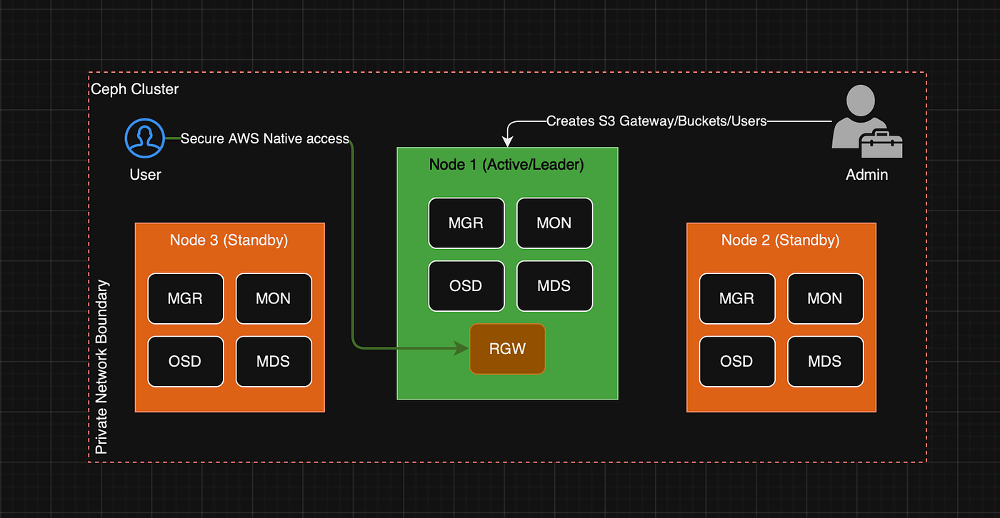 Ceph Cluster
Creates S3 Gateway/Buckets/Users
Secure AWS Native access
User
Admin
Node 1 (Active/Leader)
MGR
MON
OSD
MDS
RGW
Node 3 (Standby)
MGR
MON
OSD
MDS
Node 2 (Standby)
MGR
MON
OSD
MDS
Private Network Boundary